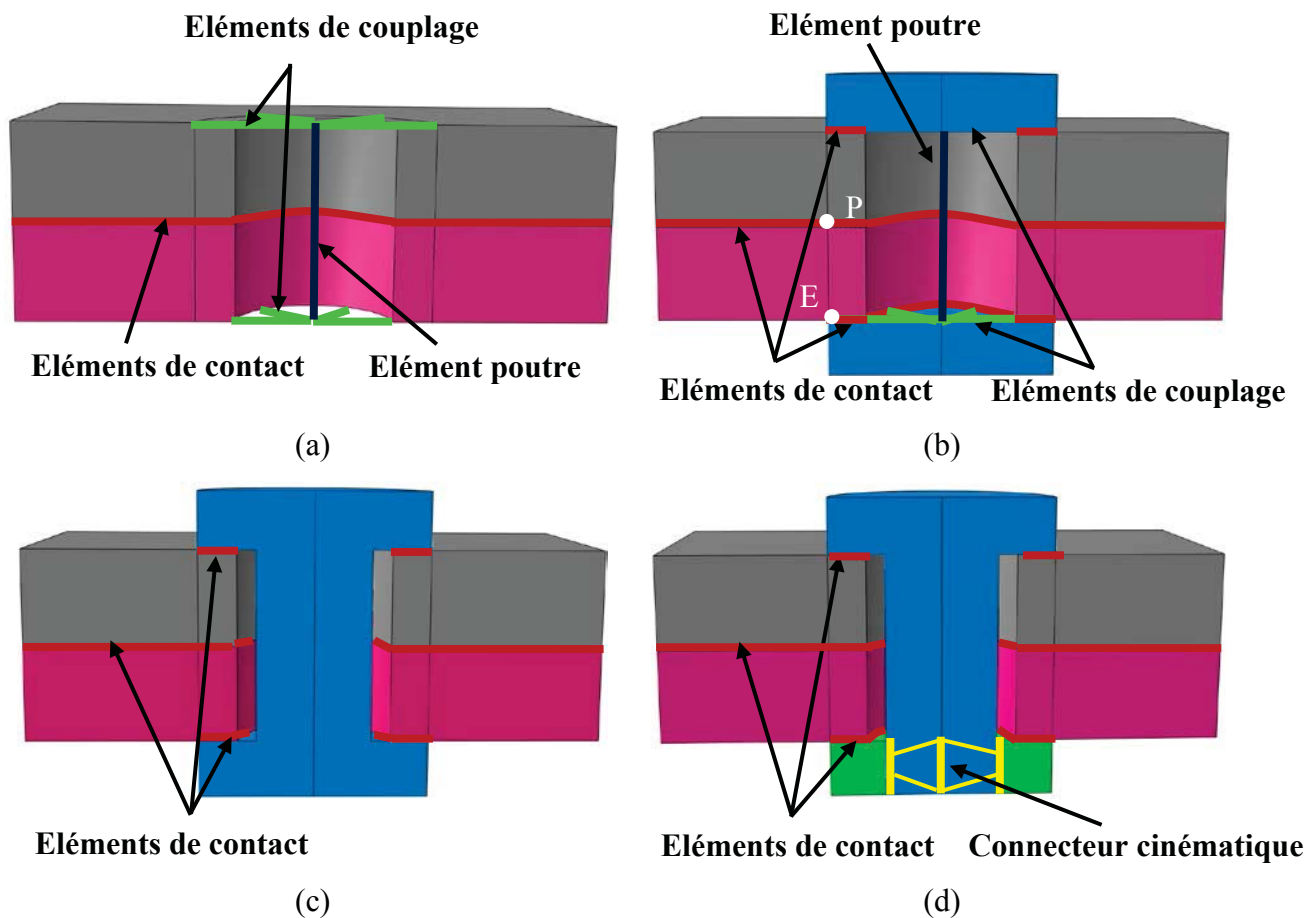 Eléments de couplage
Elément poutre
P
E
Eléments de contact
Elément poutre
Eléments de contact
Eléments de couplage
(a)
(b)
Eléments de contact
Eléments de contact
Connecteur cinématique
(c)
(d)